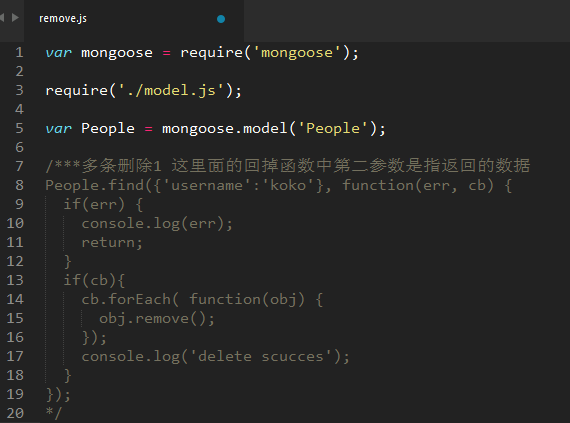 remove.js
1 var mongoose = require('mongoose');
2
3 require('./model.js');
4
5 var People = mongoose.model('People');
6
7 /***多条删除1 这里面的回掉函数中第二参数是指返回的数据
8 People.find({'username':'koko'}, function(err, cb) {
9 if(err) {
10 console.log(err);
11 return;
12 }
13 if(cb){
14 cb.forEach( function(obj) {
15 obj.remove();
16 });
17 console.log('delete scucces');
18 }
19 });
20 */